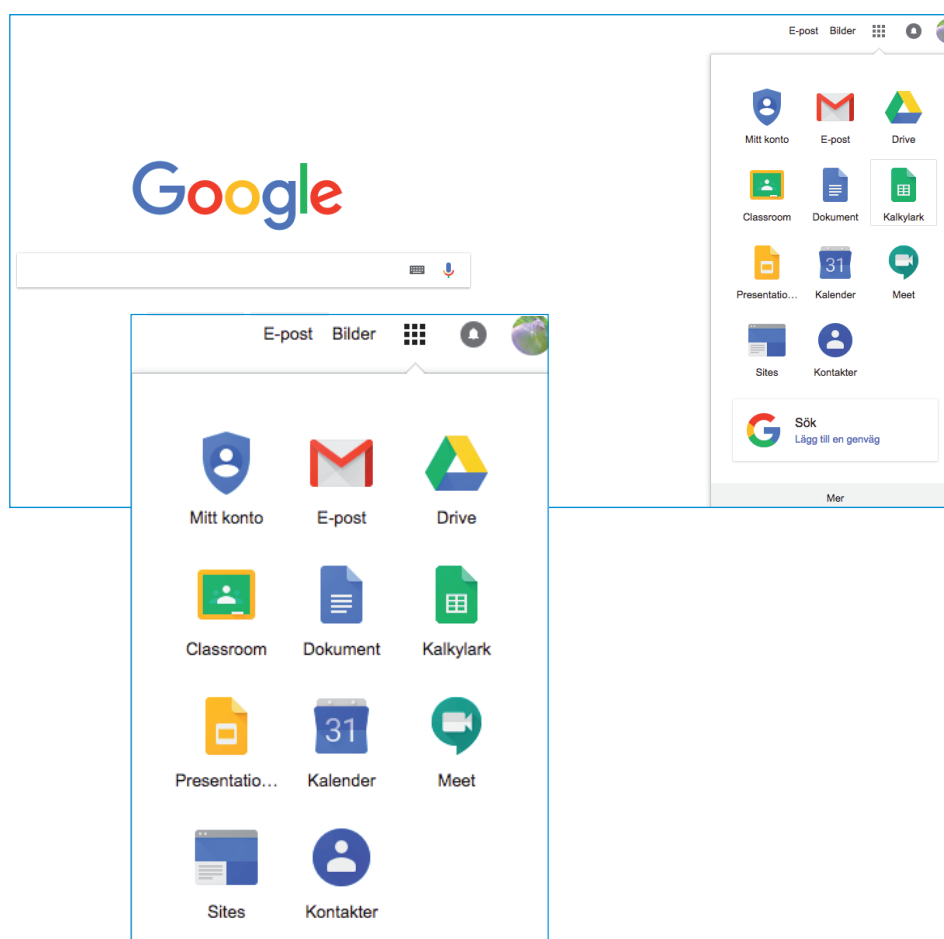 E-post Bilder
Mitt konto E-post Drive
Google
Classroom Dokument Kalkylark
31
Presentatio... Kalender Meet
Sites Kontakter
Sök
Lägg till en genväg
Mer
E-post Bilder
Mitt konto E-post Drive
Classroom Dokument Kalkylark
31
Presentatio... Kalender Meet
Sites Kontakter